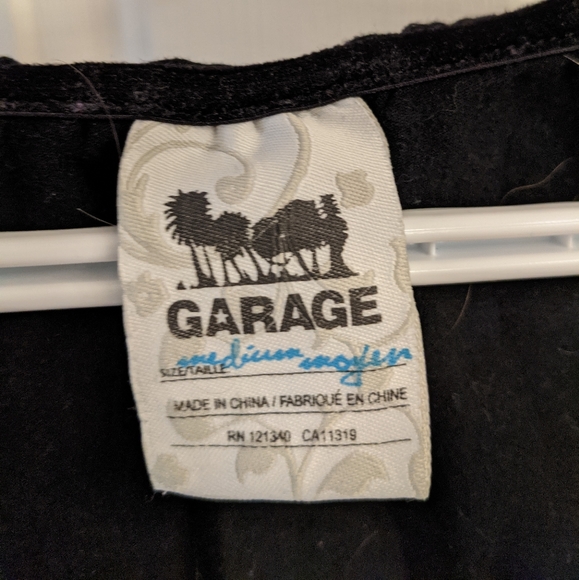 GARAGE
SIZE/TAILLE medium moyen
MADE IN CHINA / FABRIQUÉ EN CHINE
RN 121340 CA11319